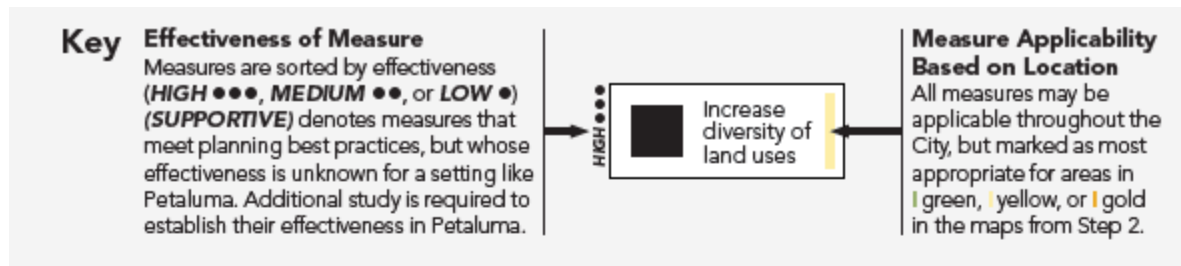 Key
Effectiveness of Measure
Measures are sorted by effectiveness
(HIGH ●●●, MEDIUM ●●, or LOW ●)
(SUPPORTIVE) denotes measures that
meet planning best practices, but whose
effectiveness is unknown for a setting like
Petaluma. Additional study is required to
establish their effectiveness in Petaluma.
HIGH ●●●
Increase
diversity of
land uses
Measure Applicability
Based on Location
All measures may be
applicable throughout the
City, but marked as most
appropriate for areas in
green, yellow, or gold
in the maps from Step 2.